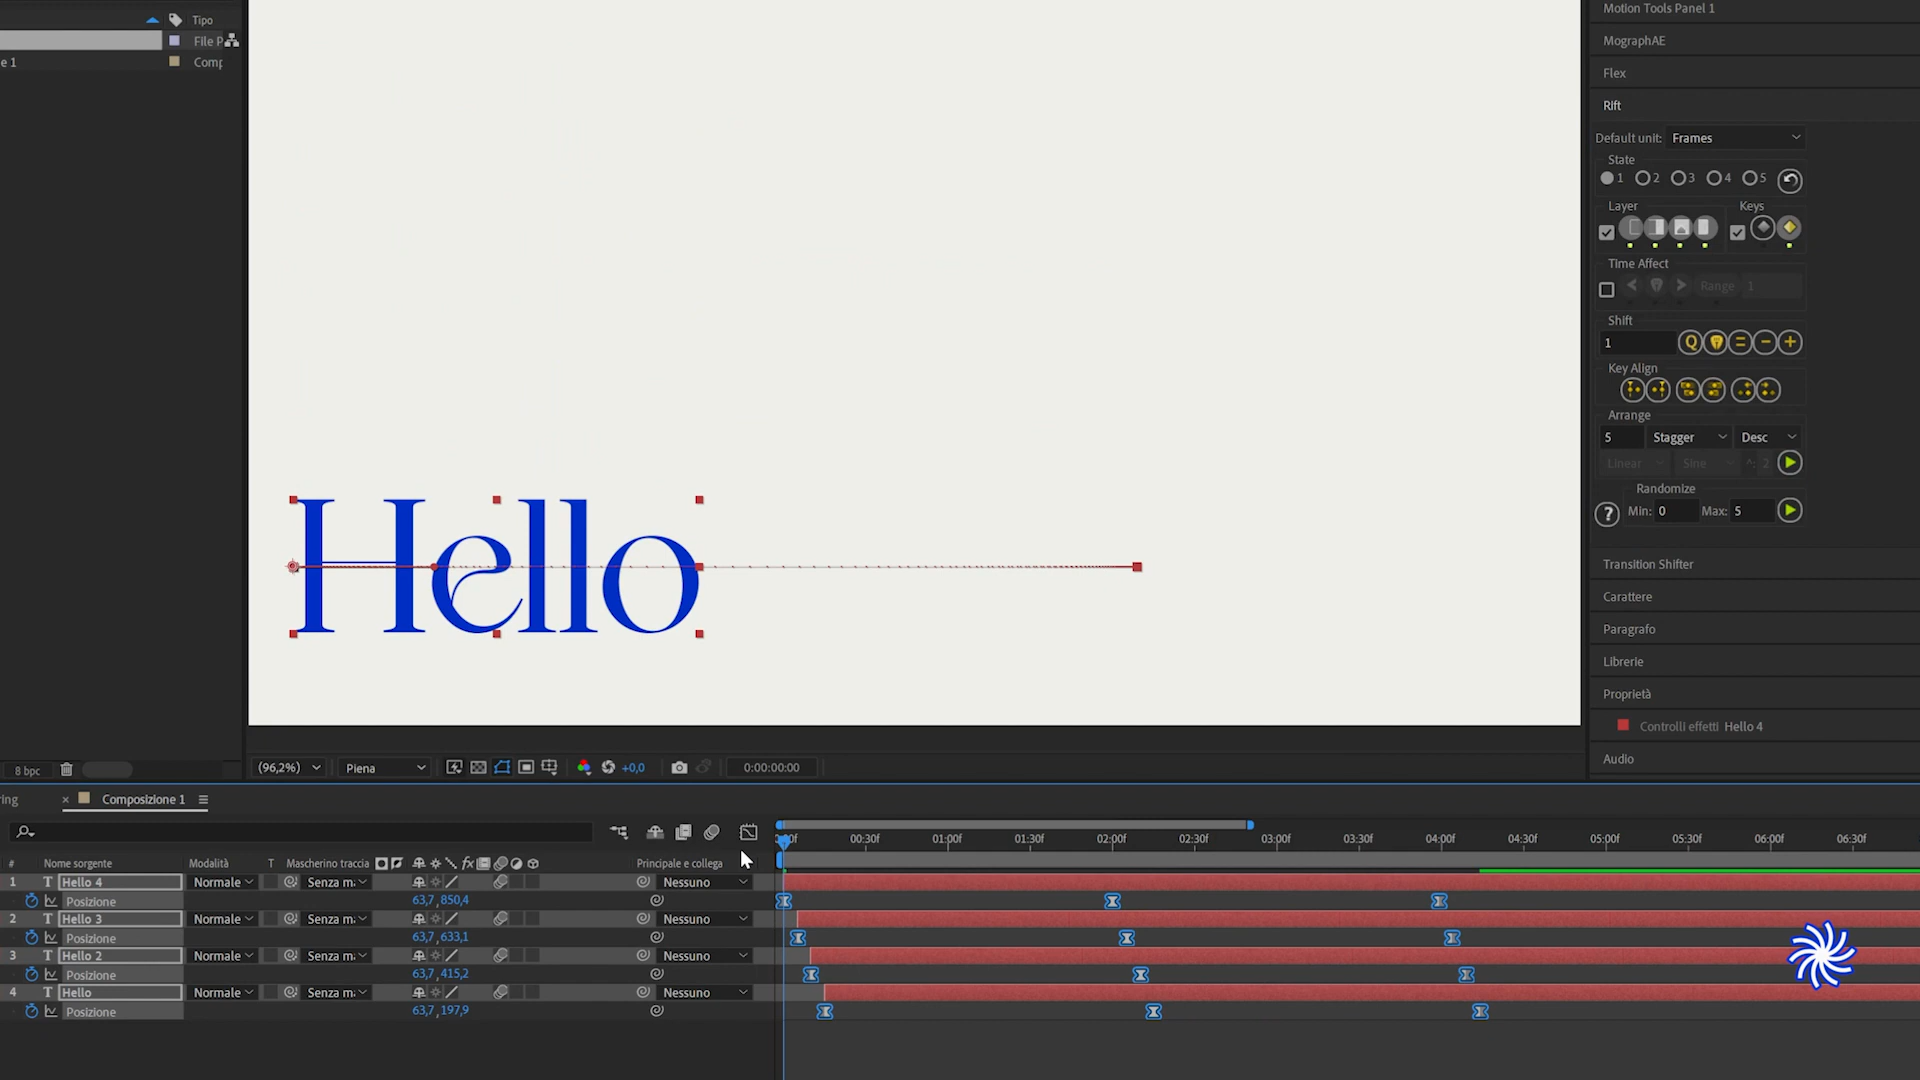 Tipo
File P
e 1
Comp
Motion Tools Panel 1
MographAE
Flex
Rift
Default unit: Frames
State
1 2 3 4 5
Layer Keys
Time Affect
Range 1
Shift
1 Q
Key Align
Arrange
5 Stagger Desc
Linear Sine ^: 2
Randomize
? Min: 0 Max: 5
Transition Shifter
Carattere
Paragrafo
Librerie
Proprietà
Controlli effetti Hello 4
Audio
Hello
8 bpc
(96,2%) Piena +0,0 0:00:00:00
ring × Composizione 1
00:30f 01:00f 01:30f 02:00f 02:30f 03:00f 03:30f 04:00f 04:30f 05:00f 05:30f 06:00f 06:30f
# Nome sorgente Modalità T Mascherino traccia fx Principale e collega
1 T Hello 4 Normale Senza m Nessuno
Posizione 63,7,850,4
2 T Hello 3 Normale Senza m Nessuno
Posizione 63,7,633,1
3 T Hello 2 Normale Senza m Nessuno
Posizione 63,7,415,2
4 T Hello Normale Senza m Nessuno
Posizione 63,7,197,9